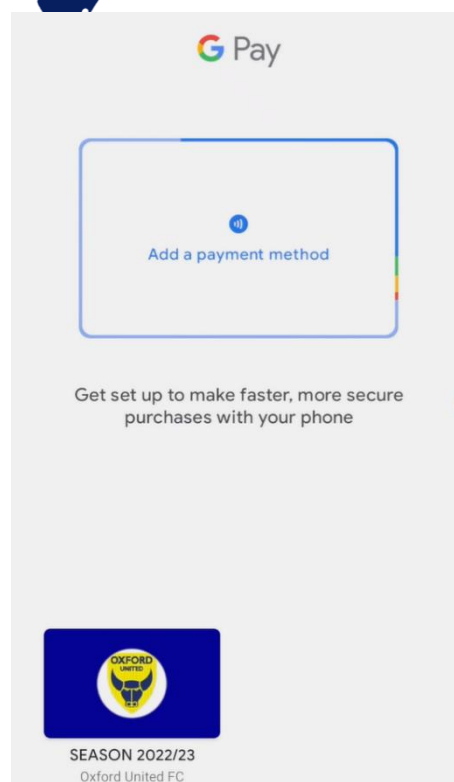 G Pay
Add a payment method
Get set up to make faster, more secure
purchases with your phone
OXFORD
UNITED
SEASON 2022/23
Oxford United FC